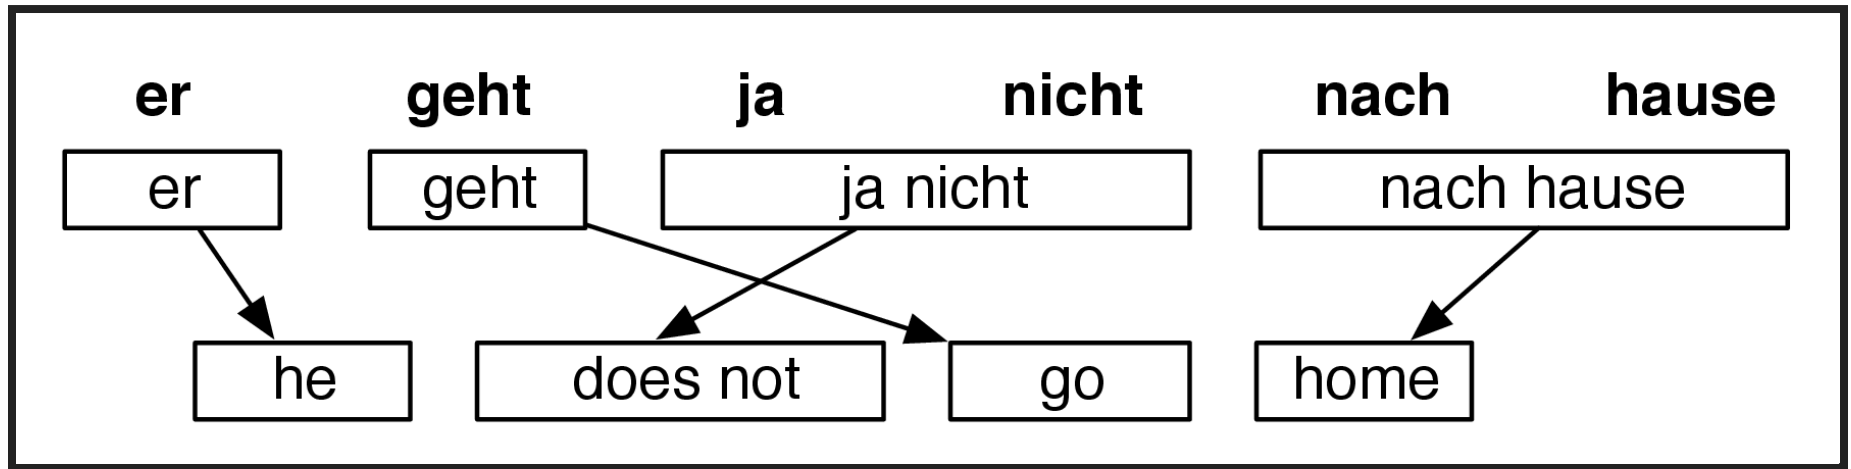 er geht ja nicht nach hause
er geht ja nicht nach hause
he does not go home